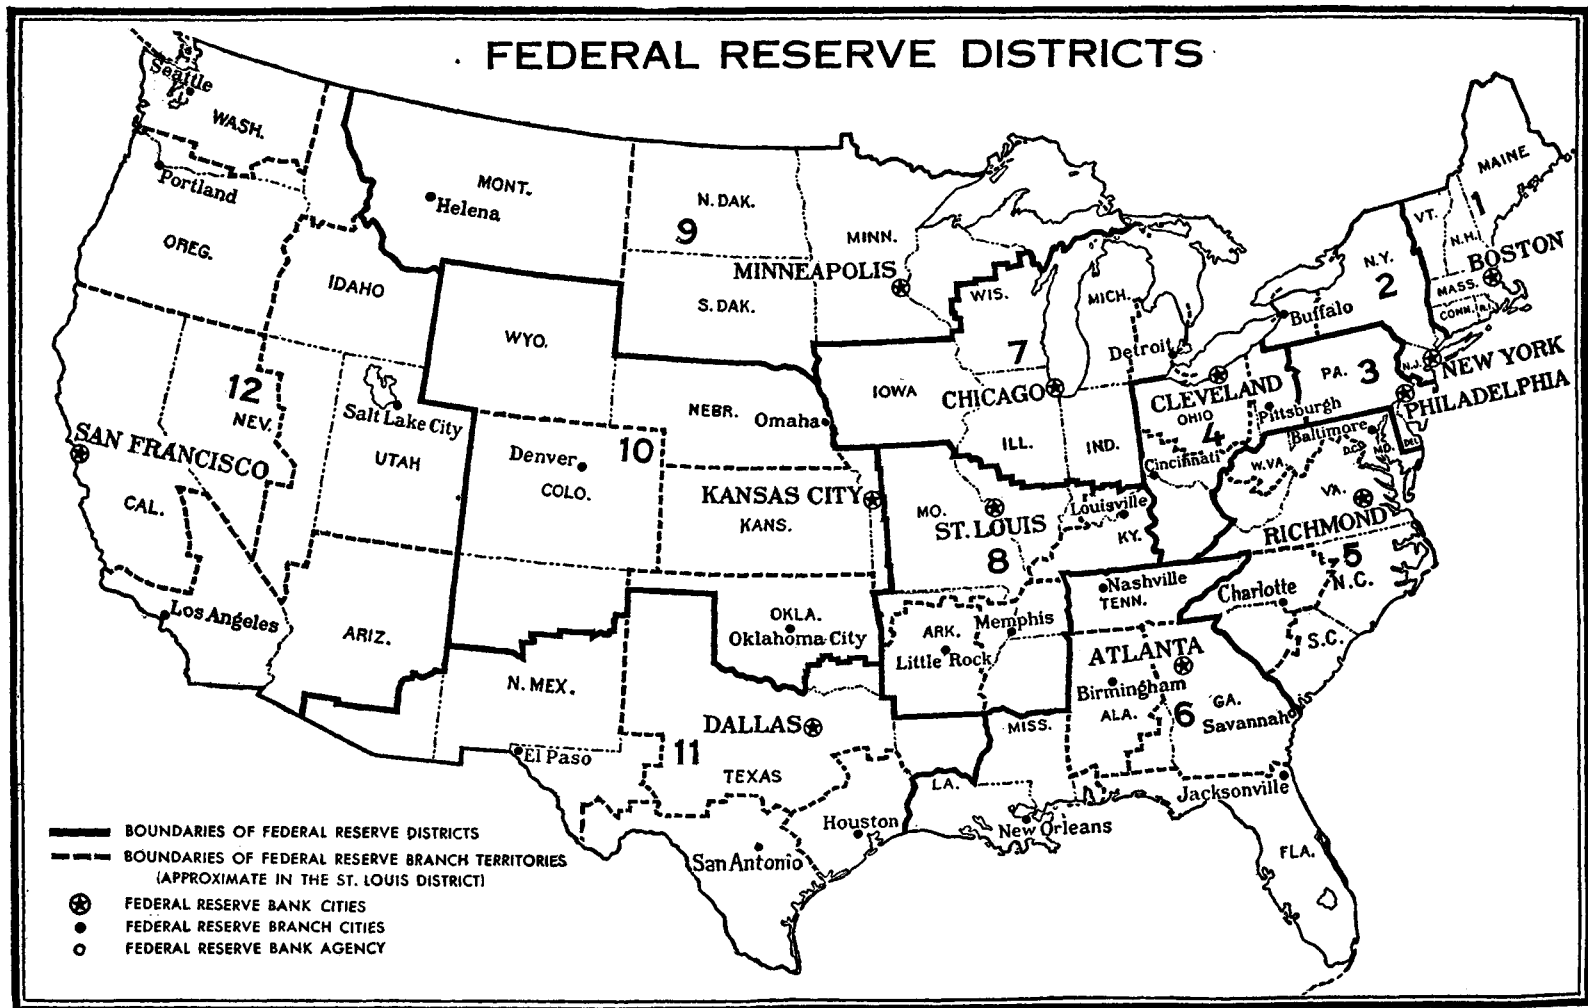 FEDERAL RESERVE DISTRICTS
Seattle
WASH.
Portland
OREG.
MONT.
Helena
N. DAK.
9
MINN.
MINNEAPOLIS
S. DAK.
IDAHO
WYO.
WIS.
MICH.
7
Detroit
CHICAGO
IOWA
ILL.
IND.
MAINE
VT.
N.H.
1
BOSTON
MASS.
CONN.
R.I.
N.Y.
2
Buffalo
NEW YORK
N.J.
PA.
3
PHILADELPHIA
CLEVELAND
OHIO
4
Pittsburgh
Cincinnati
Baltimore
D.C.
MD.
DEL.
W.VA.
VA.
RICHMOND
5
N.C.
Charlotte
S.C.
12
NEV.
SAN FRANCISCO
CAL.
Los Angeles
Salt Lake City
UTAH
ARIZ.
NEBR.
Omaha
10
Denver
COLO.
KANSAS CITY
KANS.
MO.
ST. LOUIS
8
Louisville
KY.
Nashville
TENN.
Memphis
ARK.
Little Rock
OKLA.
Oklahoma City
N. MEX.
El Paso
DALLAS
11
TEXAS
Houston
San Antonio
LA.
New Orleans
MISS.
ATLANTA
Birmingham
ALA.
6
GA.
Savannah
Jacksonville
FLA.
BOUNDARIES OF FEDERAL RESERVE DISTRICTS
BOUNDARIES OF FEDERAL RESERVE BRANCH TERRITORIES
(APPROXIMATE IN THE ST. LOUIS DISTRICT)
FEDERAL RESERVE BANK CITIES
FEDERAL RESERVE BRANCH CITIES
FEDERAL RESERVE BANK AGENCY